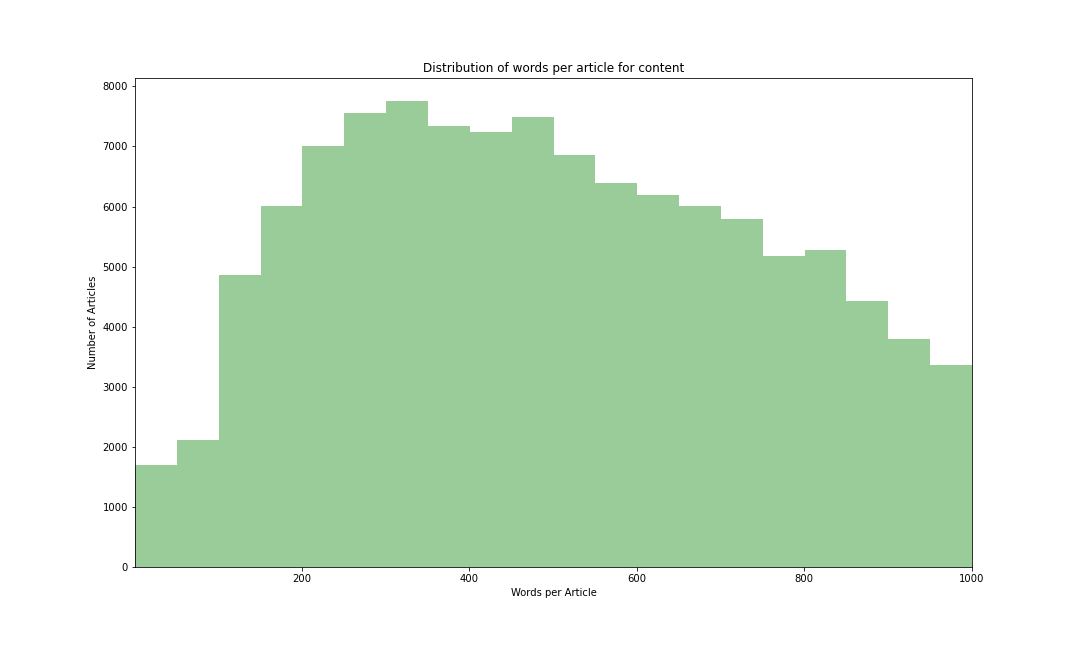 Distribution of words per article for content
8000
7000
6000
5000
4000
3000
2000
1000
0
Number of Articles
200 400 600 800 1000
Words per Article